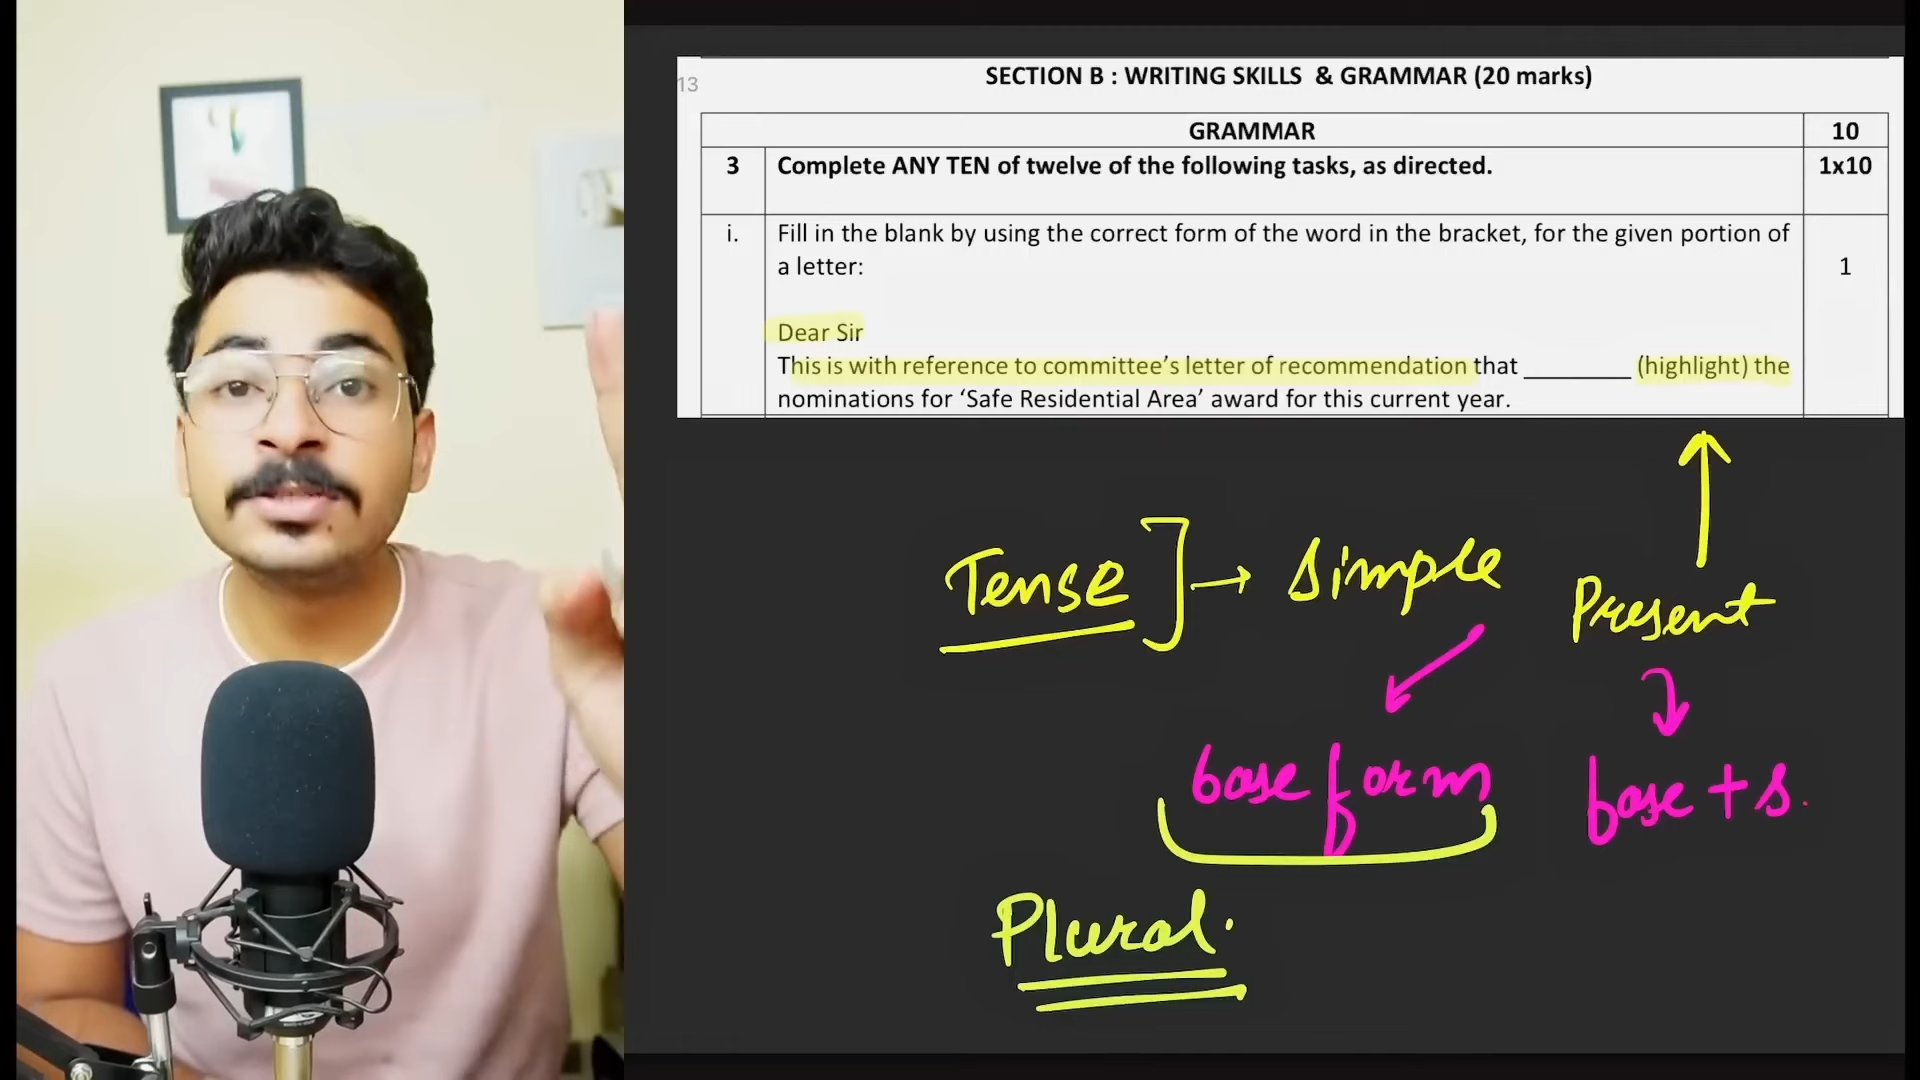 13
SECTION B : WRITING SKILLS & GRAMMAR (20 marks)
GRAMMAR 10
3 Complete ANY TEN of twelve of the following tasks, as directed. 1x10
i. Fill in the blank by using the correct form of the word in the bracket, for the given portion of
a letter: 1
Dear Sir
This is with reference to committee’s letter of recommendation that ________ (highlight) the
nominations for ‘Safe Residential Area’ award for this current year.
Tense ] → Simple Present
base form base + s.
Plural.